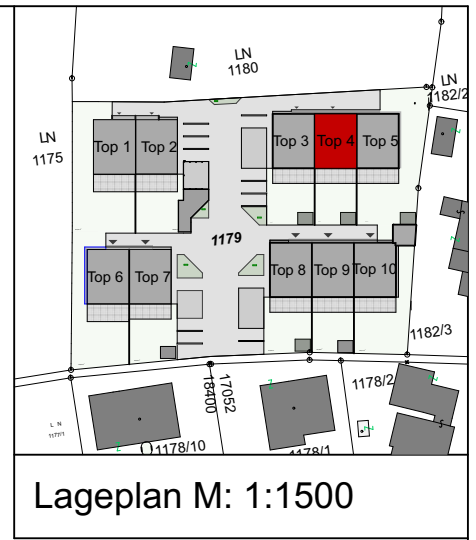 LN
1180
1182/2
LN
1175
Top 1
Top 2
Top 3
Top 4
Top 5
1179
Top 6
Top 7
Top 8
Top 9
Top 10
1182/3
17052
18400
1178/2
L N
1177/1
1178/10
1178/1
Lageplan M: 1:1500